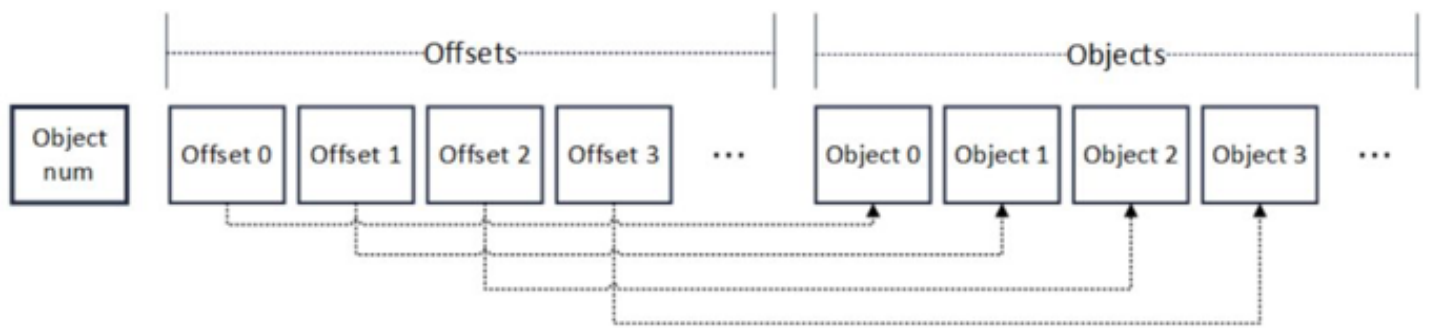 Offsets
Objects
Object
num
Offset 0
Offset 1
Offset 2
Offset 3
...
Object 0
Object 1
Object 2
Object 3
...